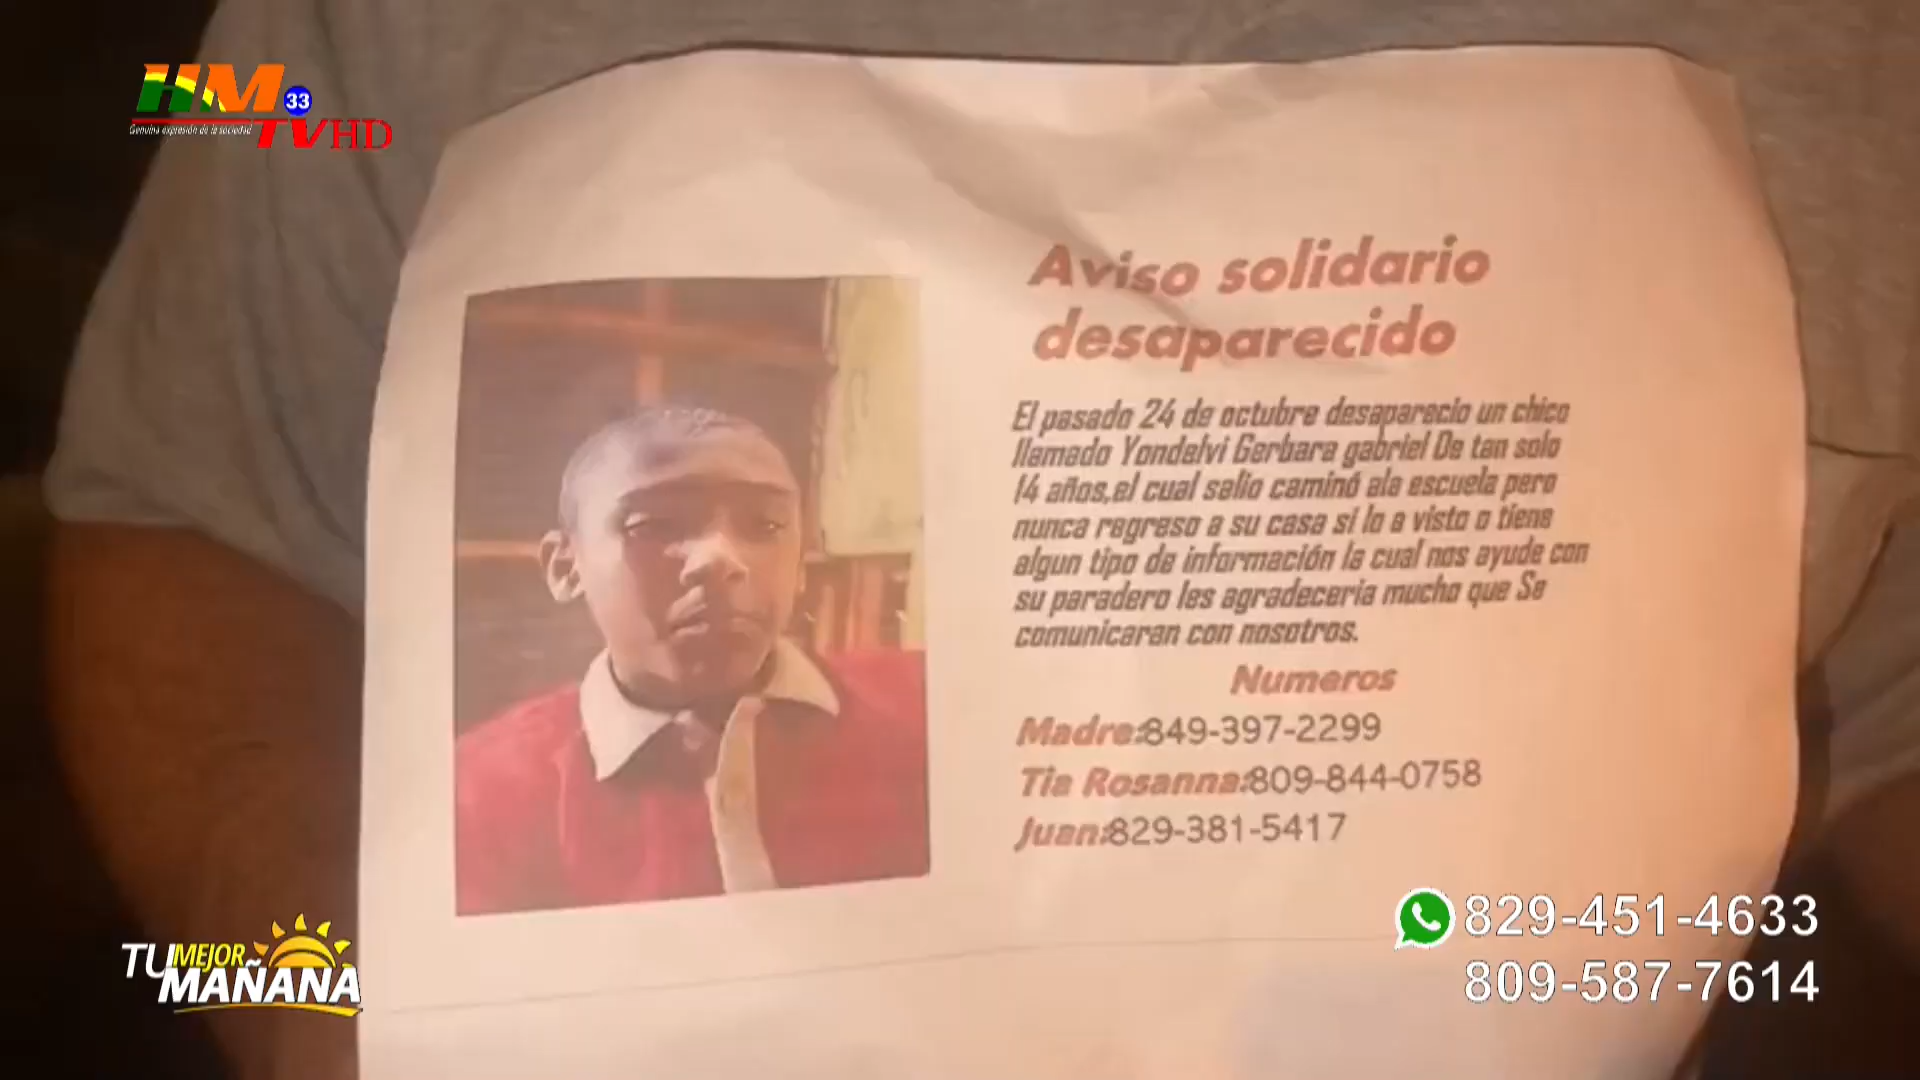 HM 33
Genuina expresión de la sociedad TV HD
Aviso solidario
desaparecido
El pasado 24 de octubre desaparecio un chico
llamado Yondelvi Gerbara gabriel De tan solo
14 años,el cual salio caminó ala escuela pero
nunca regreso a su casa si lo a visto o tiene
algun tipo de información la cual nos ayude con
su paradero les agradeceria mucho que Se
comunicaran con nosotros.
Numeros
Madre:849-397-2299
Tia Rosanna:809-844-0758
Juan:829-381-5417
829-451-4633
809-587-7614
TU MEJOR
MAÑANA